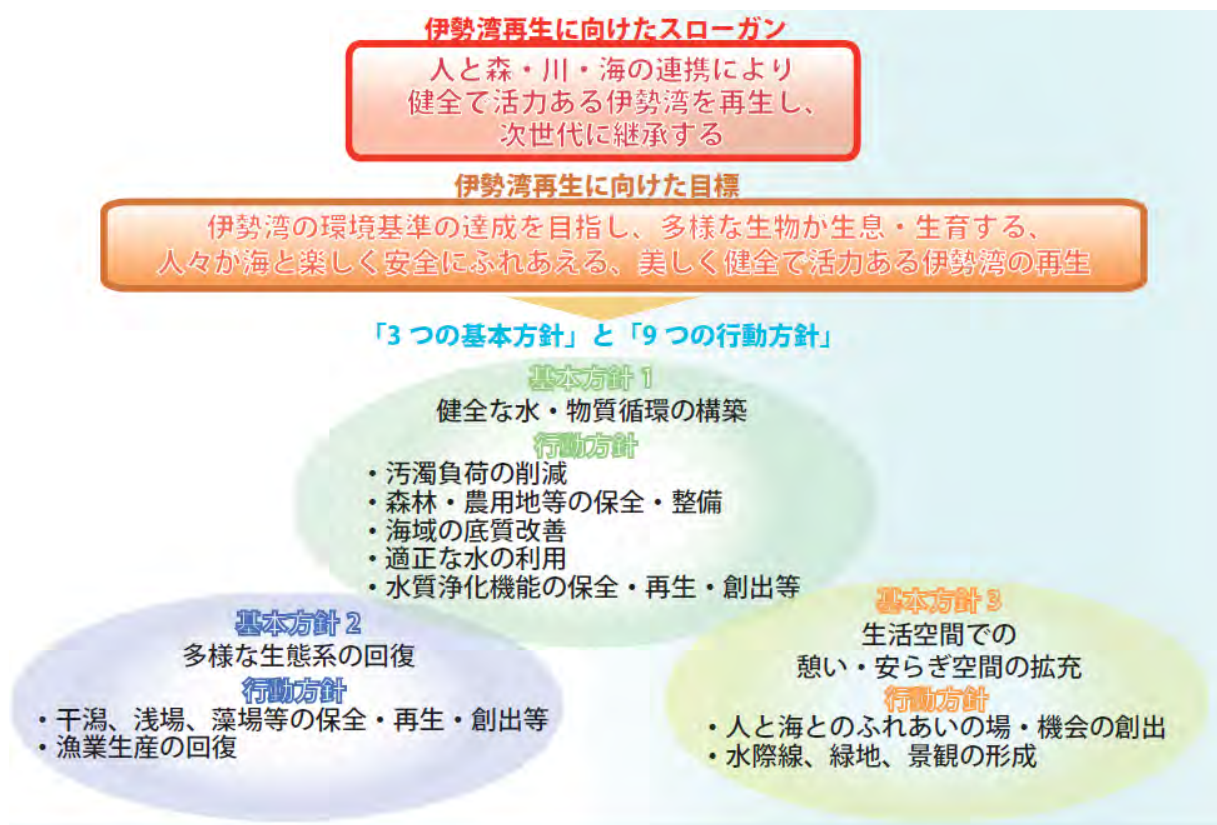 伊勢湾再生に向けたスローガン
人と森・川・海の連携により
健全で活力ある伊勢湾を再生し、
次世代に継承する
伊勢湾再生に向けた目標
伊勢湾の環境基準の達成を目指し、多様な生物が生息・生育する、
人々が海と楽しく安全にふれあえる、美しく健全で活力ある伊勢湾の再生
「3つの基本方針」と「9つの行動方針」
基本方針1
健全な水・物質循環の構築
行動方針
・汚濁負荷の削減
・森林・農用地等の保全・整備
・海域の底質改善
・適正な水の利用
・水質浄化機能の保全・再生・創出等
基本方針2
多様な生態系の回復
行動方針
・干潟、浅場、藻場等の保全・再生・創出等
・漁業生産の回復
基本方針3
生活空間での
憩い・安らぎ空間の拡充
行動方針
・人と海とのふれあいの場・機会の創出
・水際線、緑地、景観の形成